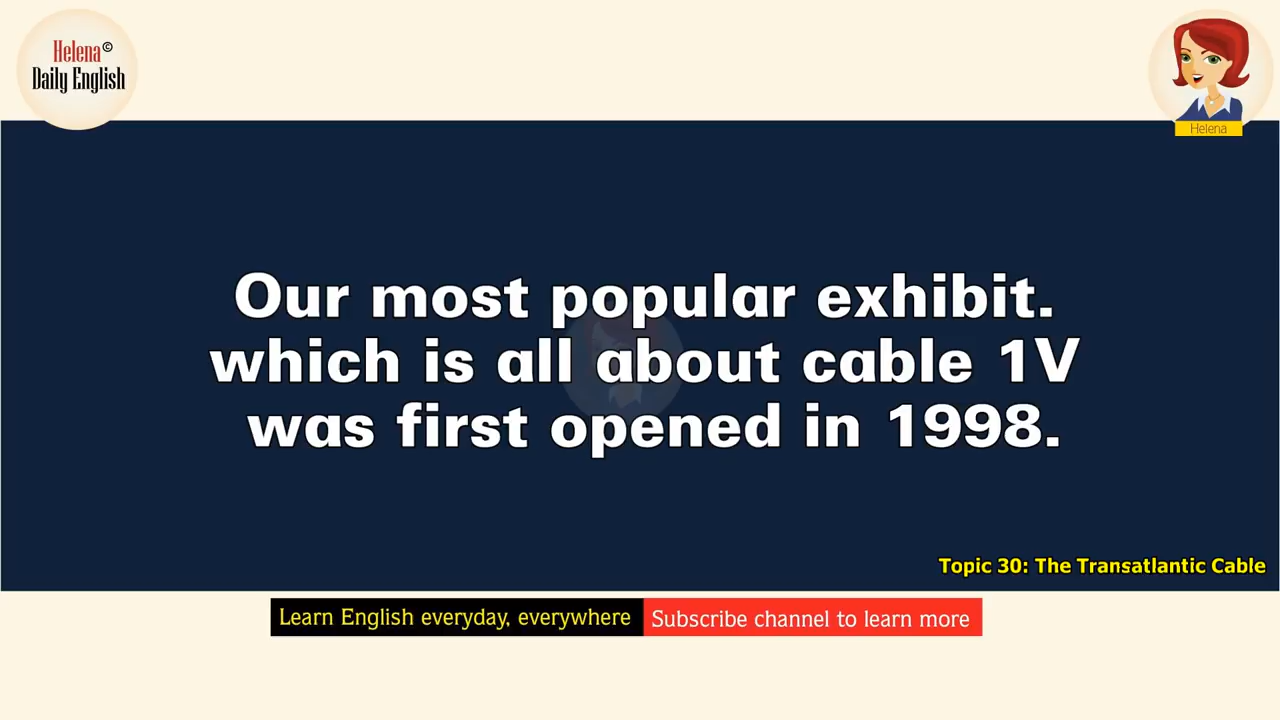 Helena©
Daily English
Helena
Our most popular exhibit.
which is all about cable 1V
was first opened in 1998.
Topic 30: The Transatlantic Cable
Learn English everyday, everywhere
Subscribe channel to learn more